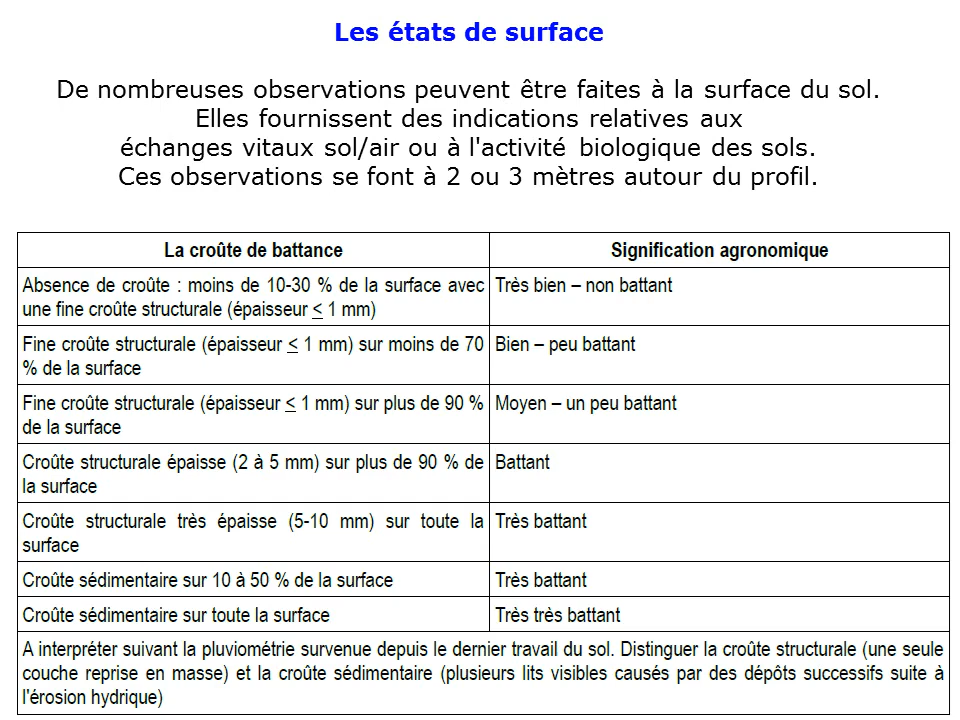 Les états de surface
De nombreuses observations peuvent être faites à la surface du sol.
Elles fournissent des indications relatives aux
échanges vitaux sol/air ou à l'activité biologique des sols.
Ces observations se font à 2 ou 3 mètres autour du profil.
La croûte de battance
Signification agronomique
Absence de croûte : moins de 10-30 % de la surface avec
une fine croûte structurale (épaisseur ≤ 1 mm)
Très bien – non battant
Fine croûte structurale (épaisseur ≤ 1 mm) sur moins de 70
% de la surface
Bien – peu battant
Fine croûte structurale (épaisseur ≤ 1 mm) sur plus de 90 %
de la surface
Moyen – un peu battant
Croûte structurale épaisse (2 à 5 mm) sur plus de 90 % de
la surface
Battant
Croûte structurale très épaisse (5-10 mm) sur toute la
surface
Très battant
Croûte sédimentaire sur 10 à 50 % de la surface
Très battant
Croûte sédimentaire sur toute la surface
Très très battant
A interpréter suivant la pluviométrie survenue depuis le dernier travail du sol. Distinguer la croûte structurale (une seule
couche reprise en masse) et la croûte sédimentaire (plusieurs lits visibles causés par des dépôts successifs suite à
l'érosion hydrique)